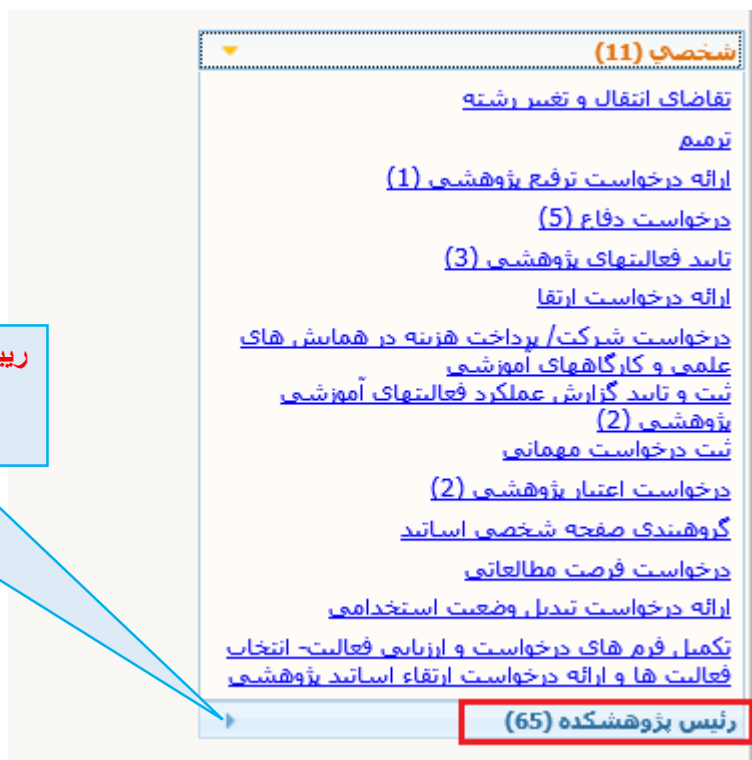 شخصي (11)
تقاضای انتقال و تغییر رشته
ترمیم
ارائه درخواست ترفیع پژوهشی (1)
درخواست دفاع (5)
تایید فعالیتهای پژوهشی (3)
ارائه درخواست ارتقا
درخواست شرکت/ پرداخت هزینه در همایش های
علمی و کارگاههای آموزشی
ثبت و تایید گزارش عملکرد فعالیتهای آموزشی
پژوهشی (2)
ثبت درخواست مهمانی
درخواست اعتبار پژوهشی (2)
گروهبندی صفحه شخصی اساتید
درخواست فرصت مطالعاتی
ارائه درخواست تبدیل وضعیت استخدامی
تکمیل فرم های درخواست و ارزیابی فعالیت- انتخاب
فعالیت ها و ارائه درخواست ارتقاء اساتید پژوهشی
رئیس پژوهشکده (65)